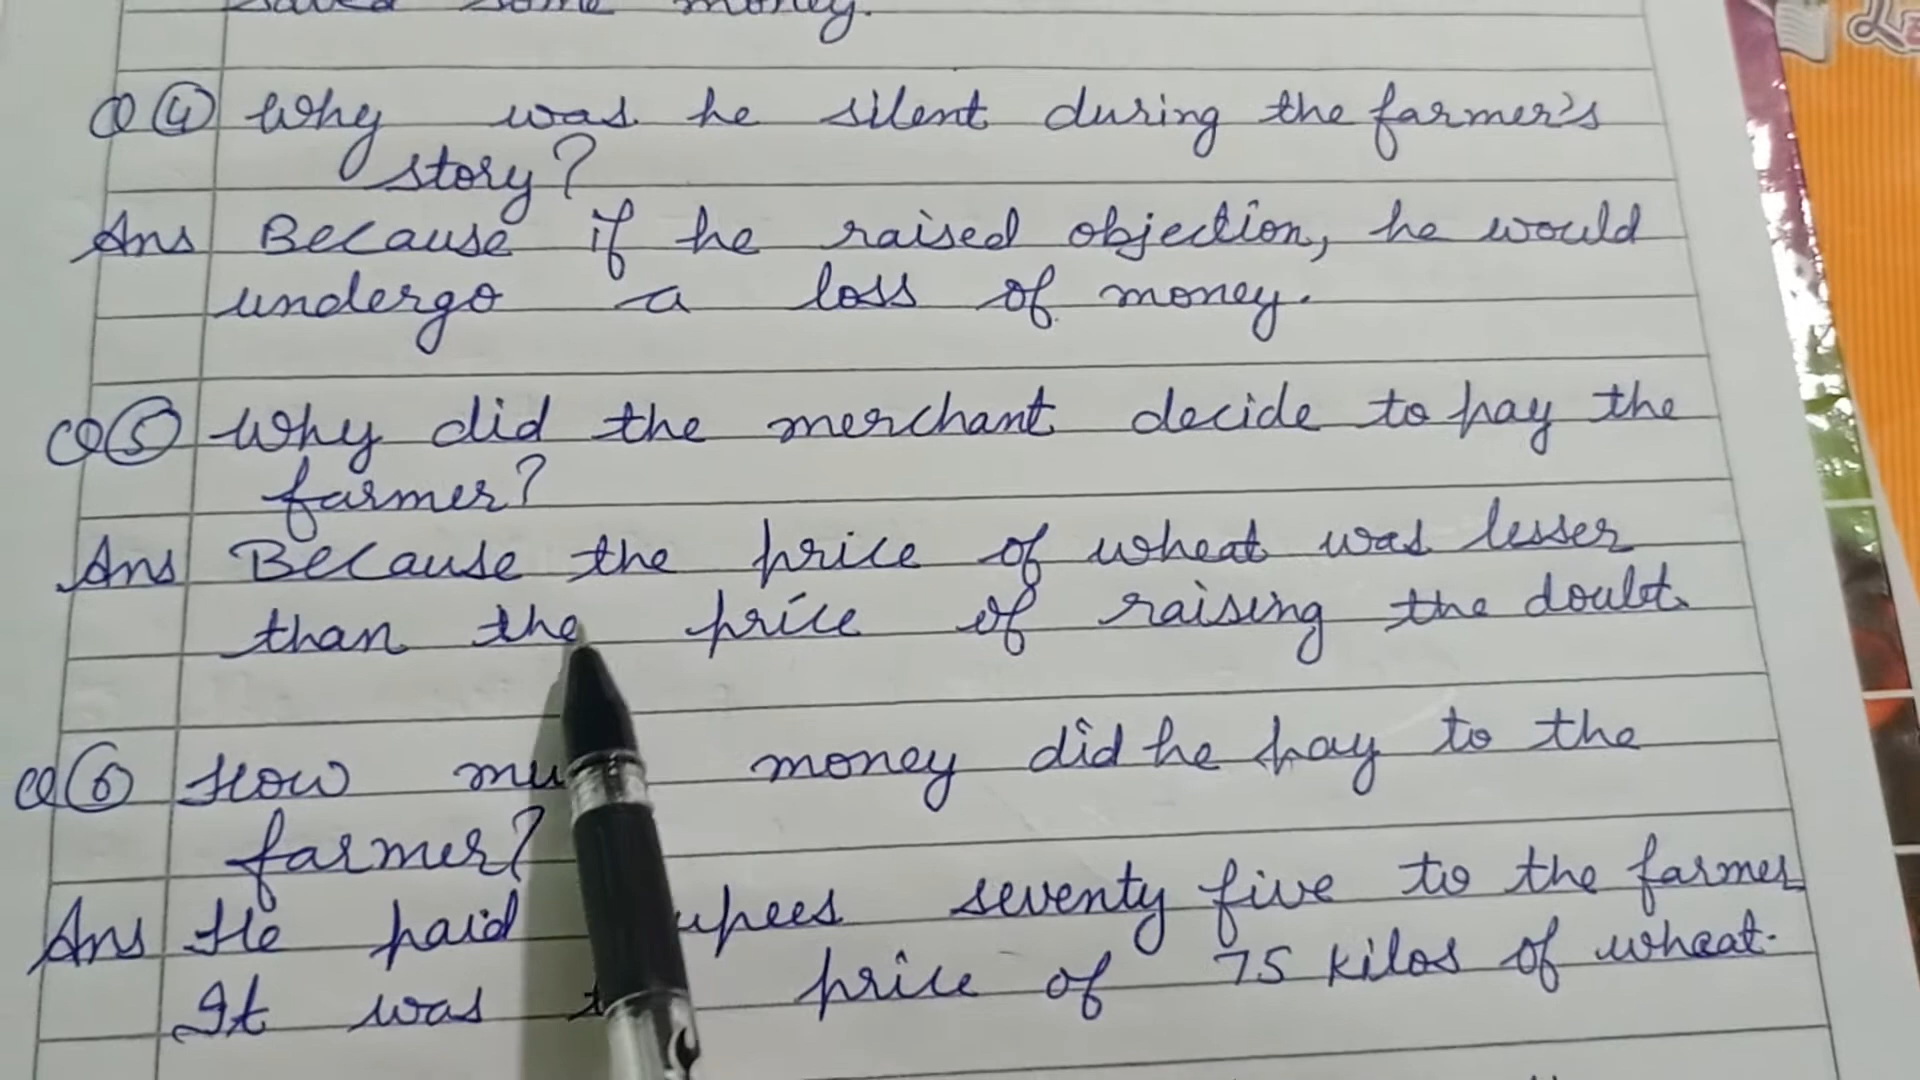 saved some money.
Q4 Why was he silent during the farmer's
story?
Ans Because if he raised objection, he would
undergo a loss of money.
Q5 Why did the merchant decide to pay the
farmer?
Ans Because the price of wheat was lesser
than the price of raising the doubt.
Q6 How money did he pay to the
farmer?
Ans He paid seventy five to the farmer
It was price of 75 kilos of wheat.